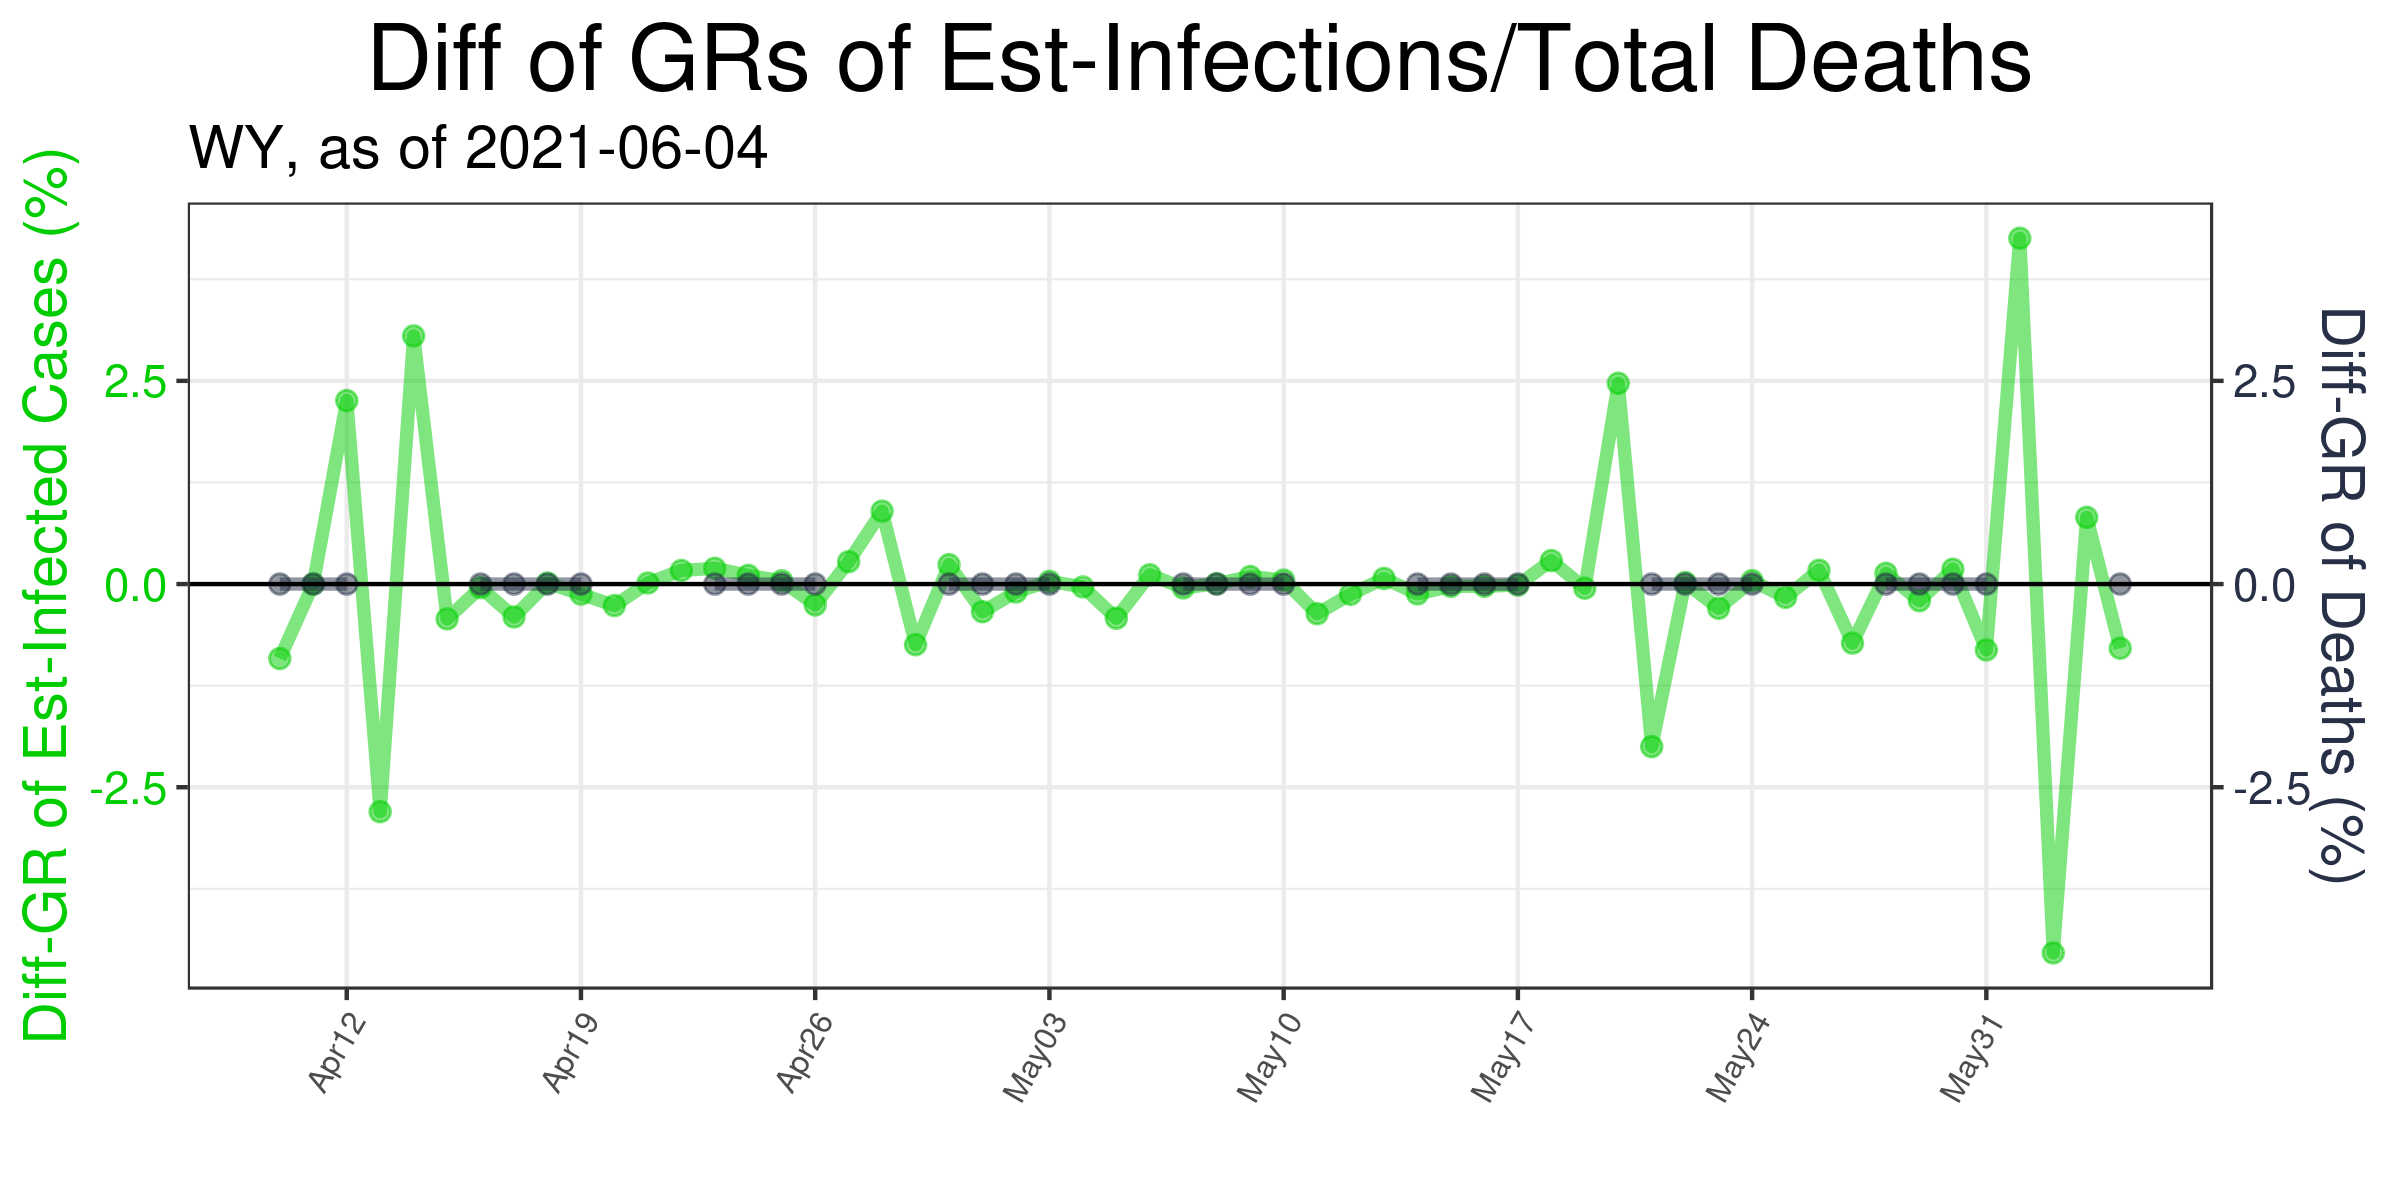 Diff of GRs of Est-Infections/Total Deaths
WY, as of 2021-06-04
Diff-GR of Est-Infected Cases (%)
2.5
0.0
-2.5
2.5
0.0
-2.5
Diff-GR of Deaths (%)
Apr12
Apr19
Apr26
May03
May10
May17
May24
May31